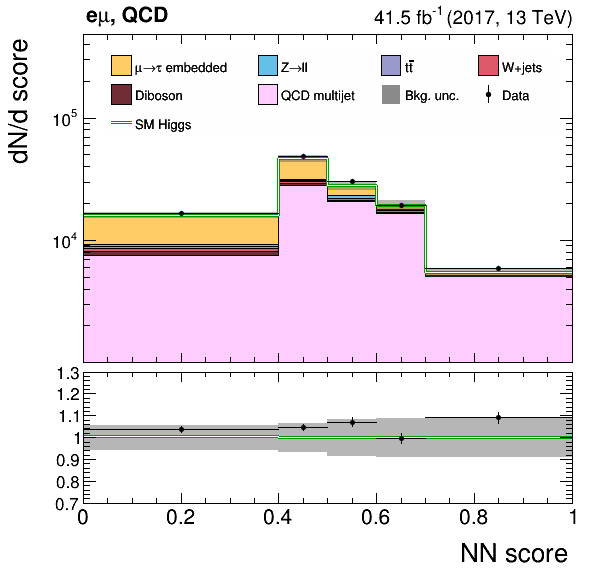 eμ, QCD 41.5 fb⁻¹ (2017, 13 TeV)
dN/d score
μ→τ embedded Z→ll tt̄ W+jets
Diboson QCD multijet Bkg. unc. Data
SM Higgs
10⁵
10⁴
1.3
1.2
1.1
1
0.9
0.8
0.7
0 0.2 0.4 0.6 0.8 1
NN score